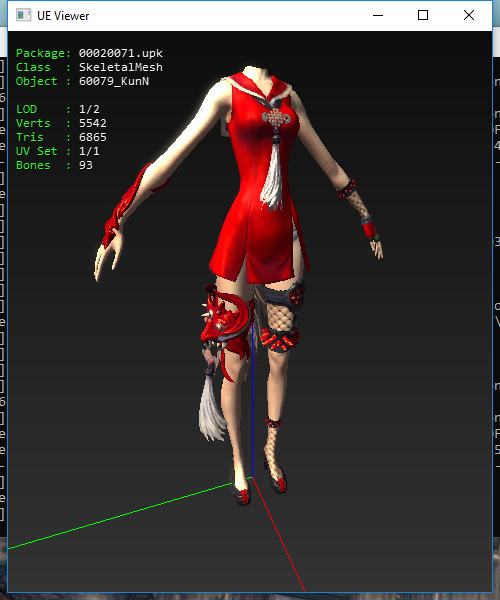 UE Viewer
Package: 00020071.upk
Class : SkeletalMesh
Object : 60079_KunN
LOD : 1/2
Verts : 5542
Tris : 6865
UV Set : 1/1
Bones : 93